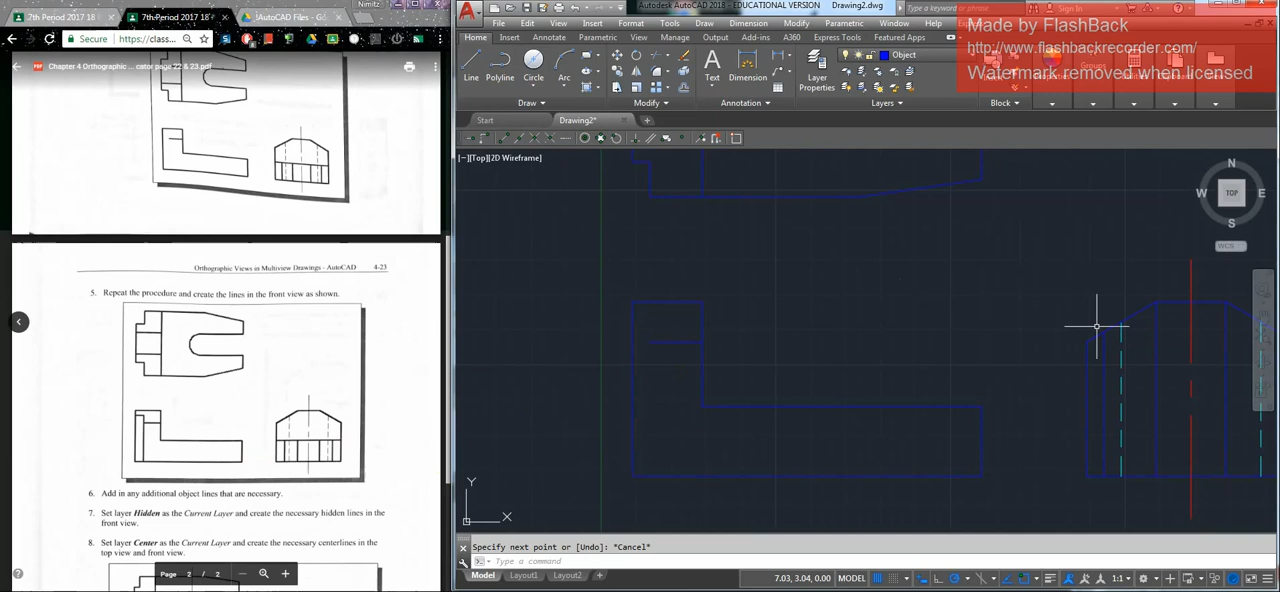 7th Period 2017 18
7th Period 2017 18
!AutoCAD Files - Go
Nimitz
Secure
https://class
Chapter 4 Orthographic ... cator page 22 & 23.pdf
Orthographic Views in Multiview Drawings - AutoCAD 4-23
5. Repeat the procedure and create the lines in the front view as shown.
6. Add in any additional object lines that are necessary.
7. Set layer Hidden as the Current Layer and create the necessary hidden lines in the
front view.
8. Set layer Center as the Current Layer and create the necessary centerlines in the
top view and front view.
Page 2 / 2
Autodesk AutoCAD 2018 - EDUCATIONAL VERSION Drawing2.dwg
Sign In
File Edit View Insert Format Tools Draw Dimension Modify Parametric Window Help
Home Insert Annotate Parametric View Manage Output Add-ins A360 Express Tools Featured Apps
Made by FlashBack
http://www.flashbackrecorder.com/
Watermark removed when licensed
Object
Line Polyline Circle Arc
Text Dimension
Layer
Properties
Groups
Draw Modify Annotation Layers Block
Start Drawing2*
[−][Top][2D Wireframe]
N
W TOP E
S
WCS
Y
X
Specify next point or [Undo]: *Cancel*
Type a command
Model Layout1 Layout2
7.03, 3.04, 0.00 MODEL
1:1